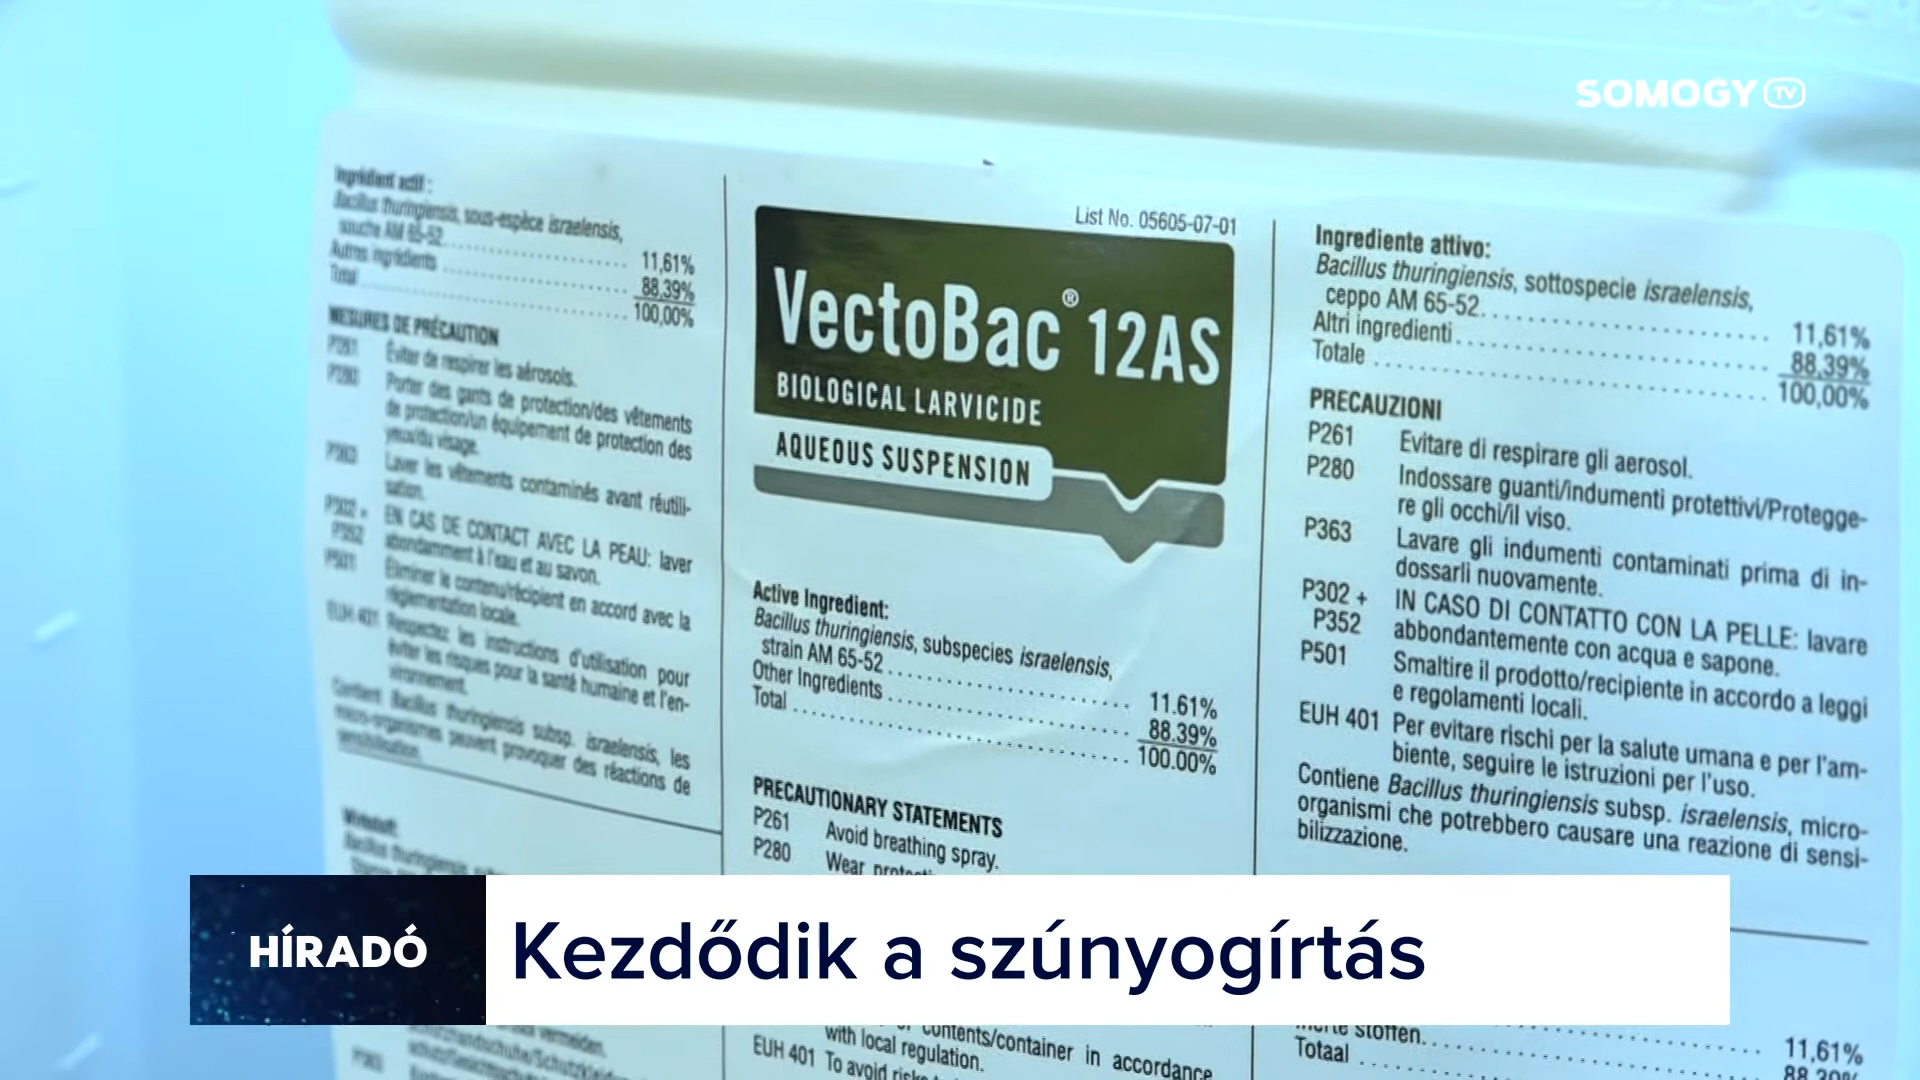 SOMOGY TV
Ingrédient actif :
Bacillus thuringiensis, sous-espèce israelensis,
souche AM 65-52 11,61%
Autres ingrédients 88,39%
Total 100,00%
MESURES DE PRÉCAUTION
P261 Éviter de respirer les aérosols.
P280 Porter des gants de protection/des vêtements
de protection/un équipement de protection des
yeux/du visage.
P363 Laver les vêtements contaminés avant réutili-
sation.
P302 + EN CAS DE CONTACT AVEC LA PEAU: laver
P352 abondamment à l'eau et au savon.
P501 Éliminer le contenu/récipient en accord avec la
réglementation locale.
EUH 401 Respectez les instructions d'utilisation pour
éviter les risques pour la santé humaine et l'en-
vironnement.
Contient Bacillus thuringiensis subsp. israelensis, les
micro-organismes peuvent provoquer des réactions de
sensibilisation.
Wirkstoff:
Bacillus thuringiensis
vermeiden.
List No. 05605-07-01
VectoBac® 12AS
BIOLOGICAL LARVICIDE
AQUEOUS SUSPENSION
Active Ingredient:
Bacillus thuringiensis, subspecies israelensis,
strain AM 65-52 11.61%
Other Ingredients 88.39%
Total 100.00%
PRECAUTIONARY STATEMENTS
P261 Avoid breathing spray.
P280 Wear
contents/container in accordance
with local regulation.
EUH 401 To avoid
Ingrediente attivo:
Bacillus thuringiensis, sottospecie israelensis,
ceppo AM 65-52 11,61%
Altri ingredienti 88,39%
Totale 100,00%
PRECAUZIONI
P261 Evitare di respirare gli aerosol.
P280 Indossare guanti/indumenti protettivi/Protegge-
re gli occhi/il viso.
P363 Lavare gli indumenti contaminati prima di in-
dossarli nuovamente.
P302 + IN CASO DI CONTATTO CON LA PELLE: lavare
P352 abbondantemente con acqua e sapone.
P501 Smaltire il prodotto/recipiente in accordo a leggi
e regolamenti locali.
EUH 401 Per evitare rischi per la salute umana e per l'am-
biente, seguire le istruzioni per l'uso.
Contiene Bacillus thuringiensis subsp. israelensis, micro-
organismi che potrebbero causare una reazione di sensi-
bilizzazione.
stoffen 11,61%
Totaal
HÍRADÓ
Kezdődik a szúnyogírtás